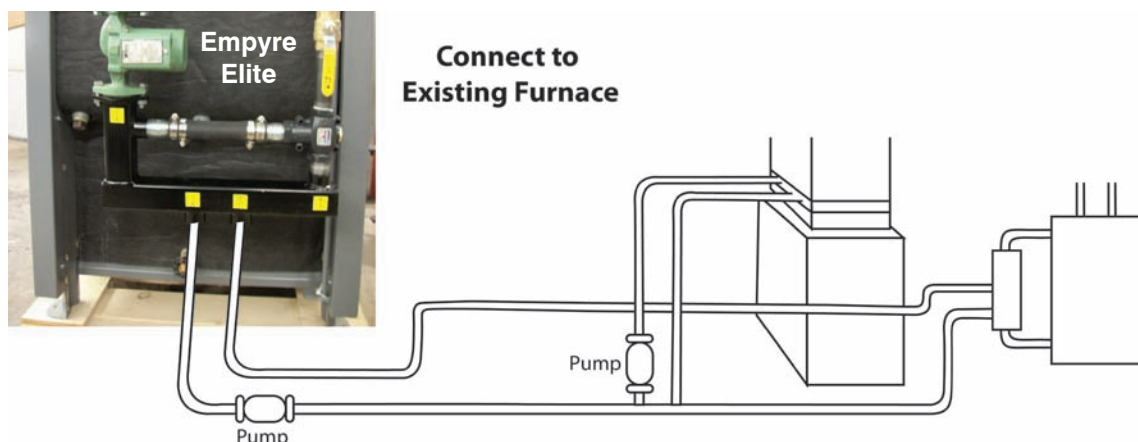 Empyre
Elite
Connect to
Existing Furnace
Pump
Pump